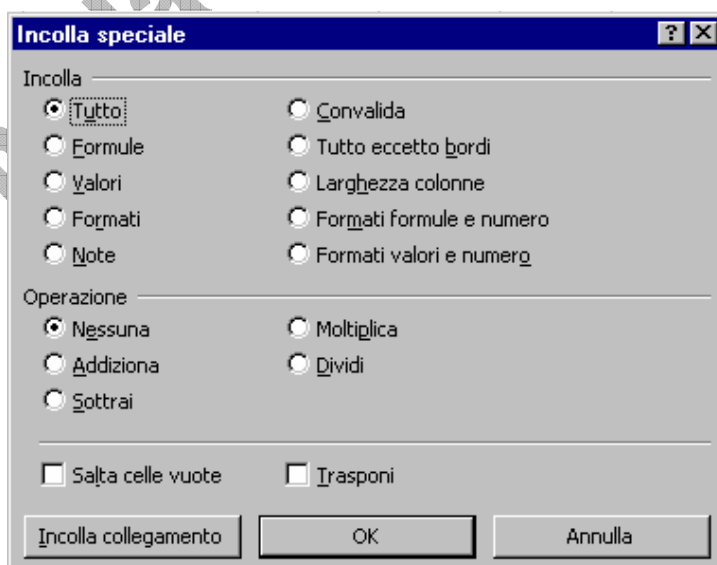 Incolla speciale
Incolla
Tutto
Convalida
Formule
Tutto eccetto bordi
Valori
Larghezza colonne
Formati
Formati formule e numero
Note
Formati valori e numero
Operazione
Nessuna
Moltiplica
Addiziona
Dividi
Sottrai
Salta celle vuote
Trasponi
Incolla collegamento
OK
Annulla